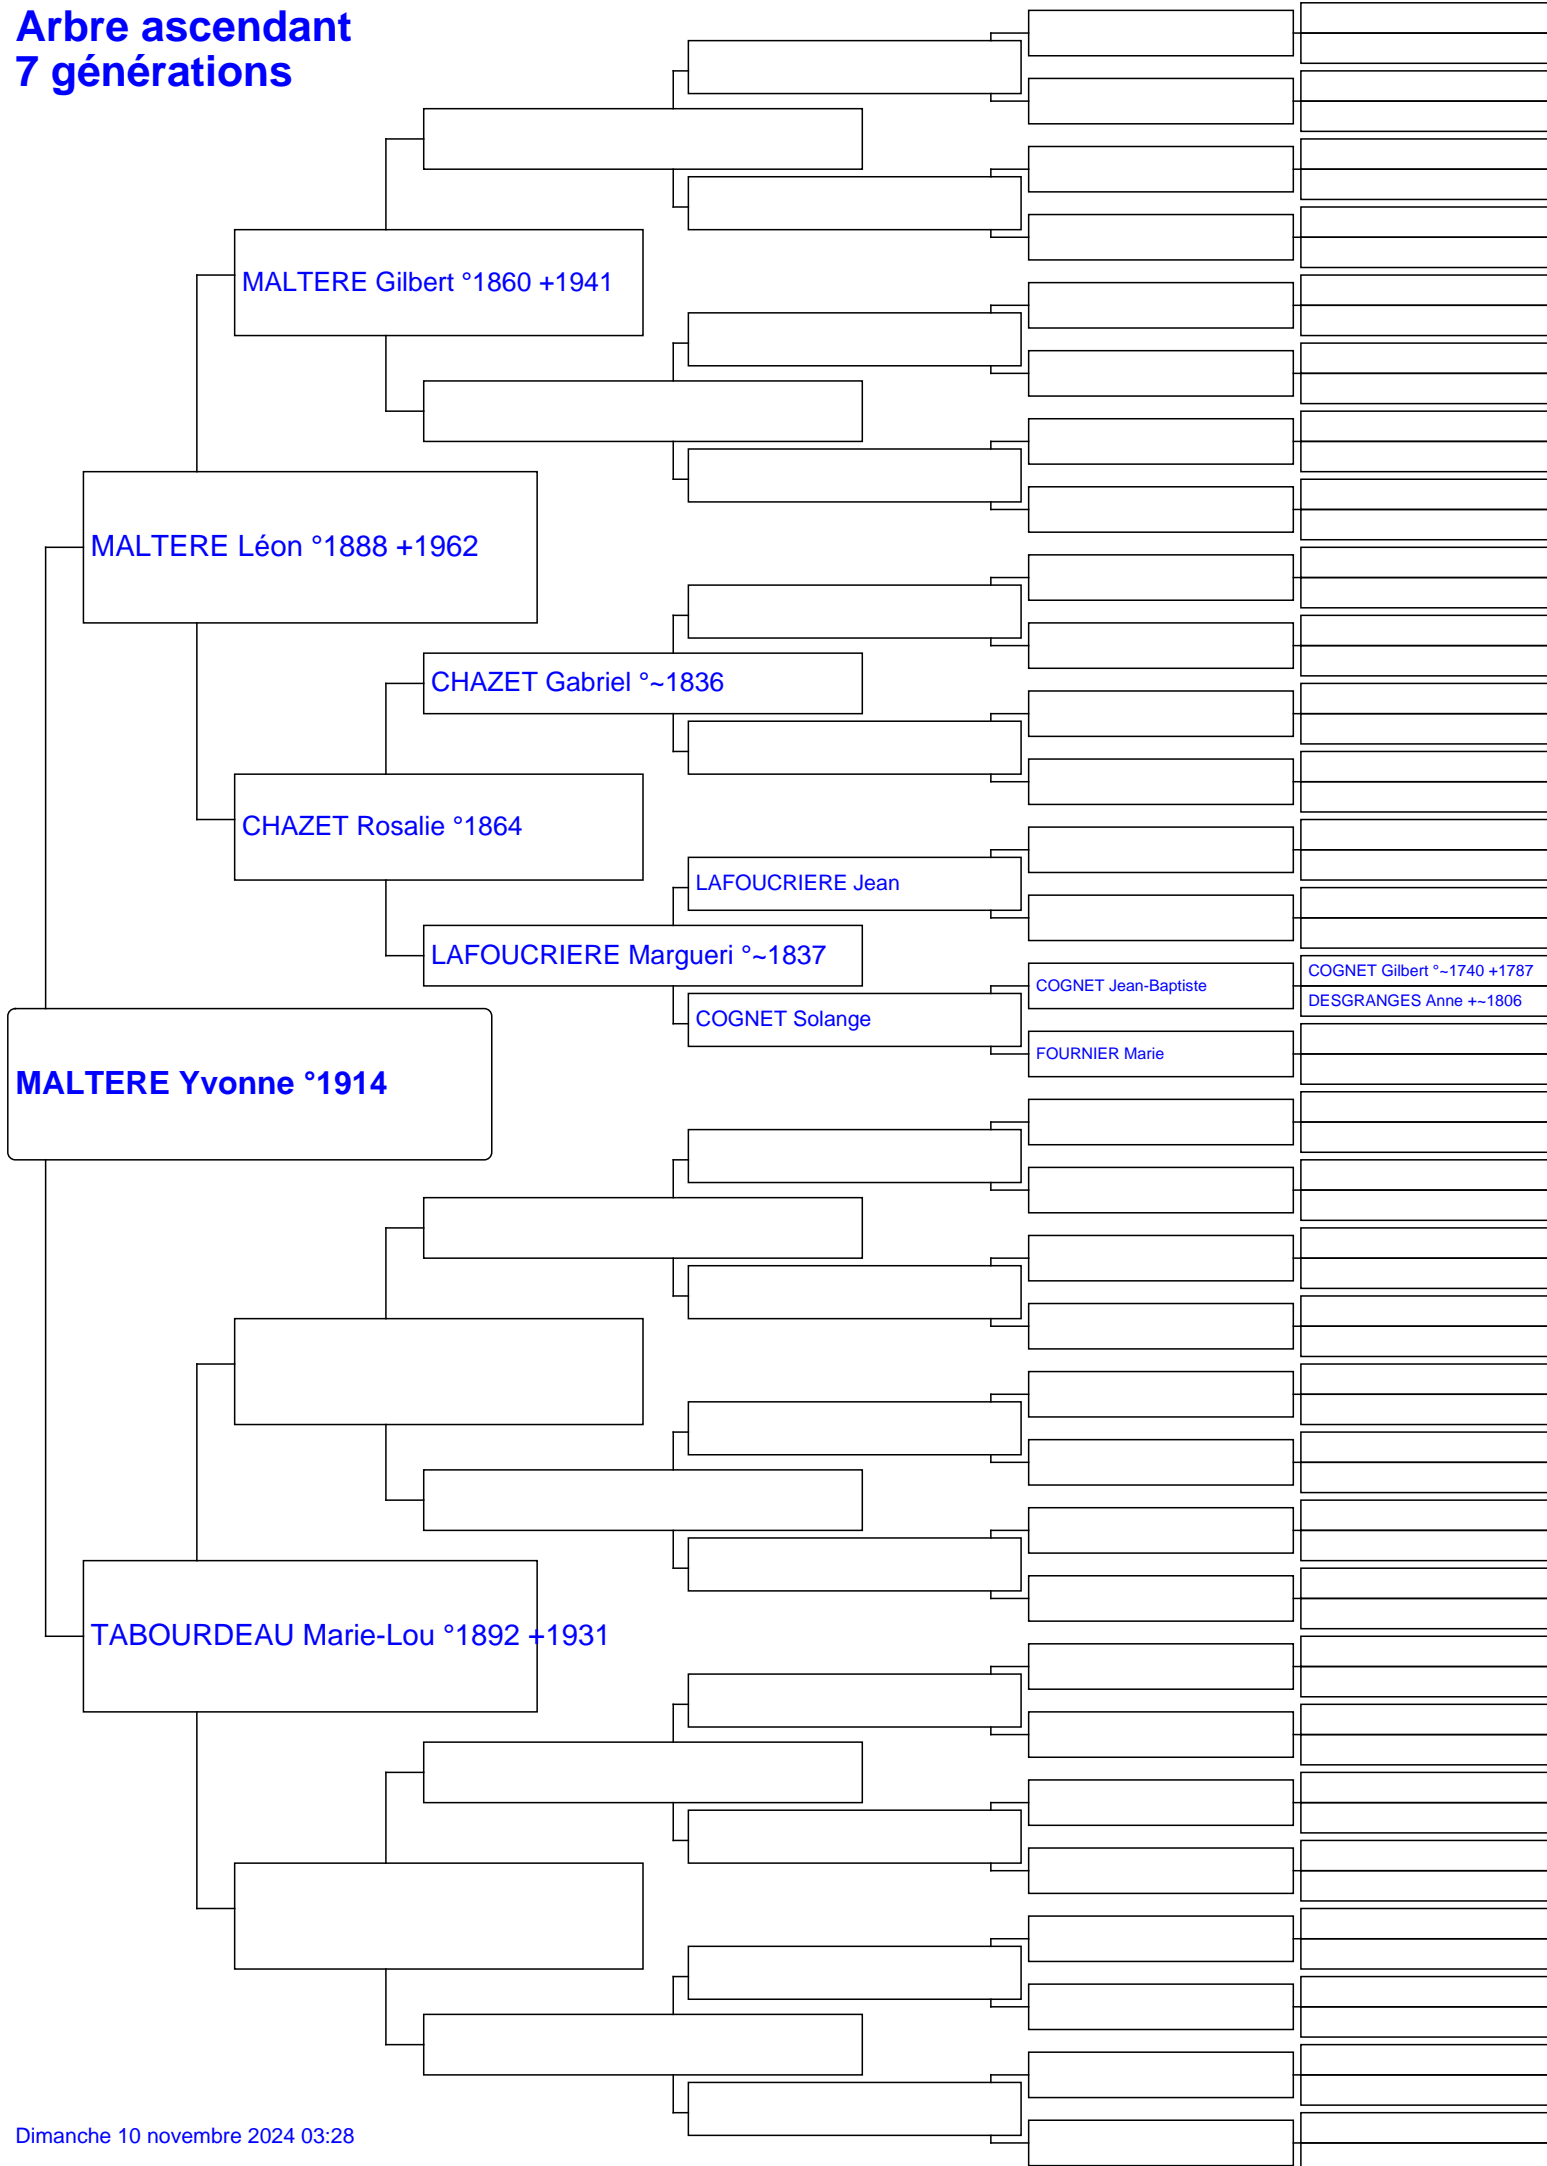 Arbre ascendant
7 générations
MALTERE Gilbert °1860 +1941
MALTERE Léon °1888 +1962
CHAZET Gabriel °~1836
CHAZET Rosalie °1864
LAFOUCRIERE Jean
LAFOUCRIERE Margueri °~1837
COGNET Gilbert °~1740 +1787
COGNET Jean-Baptiste
DESGRANGES Anne +~1806
COGNET Solange
FOURNIER Marie
MALTERE Yvonne °1914
TABOURDEAU Marie-Lou °1892 +1931
Dimanche 10 novembre 2024 03:28